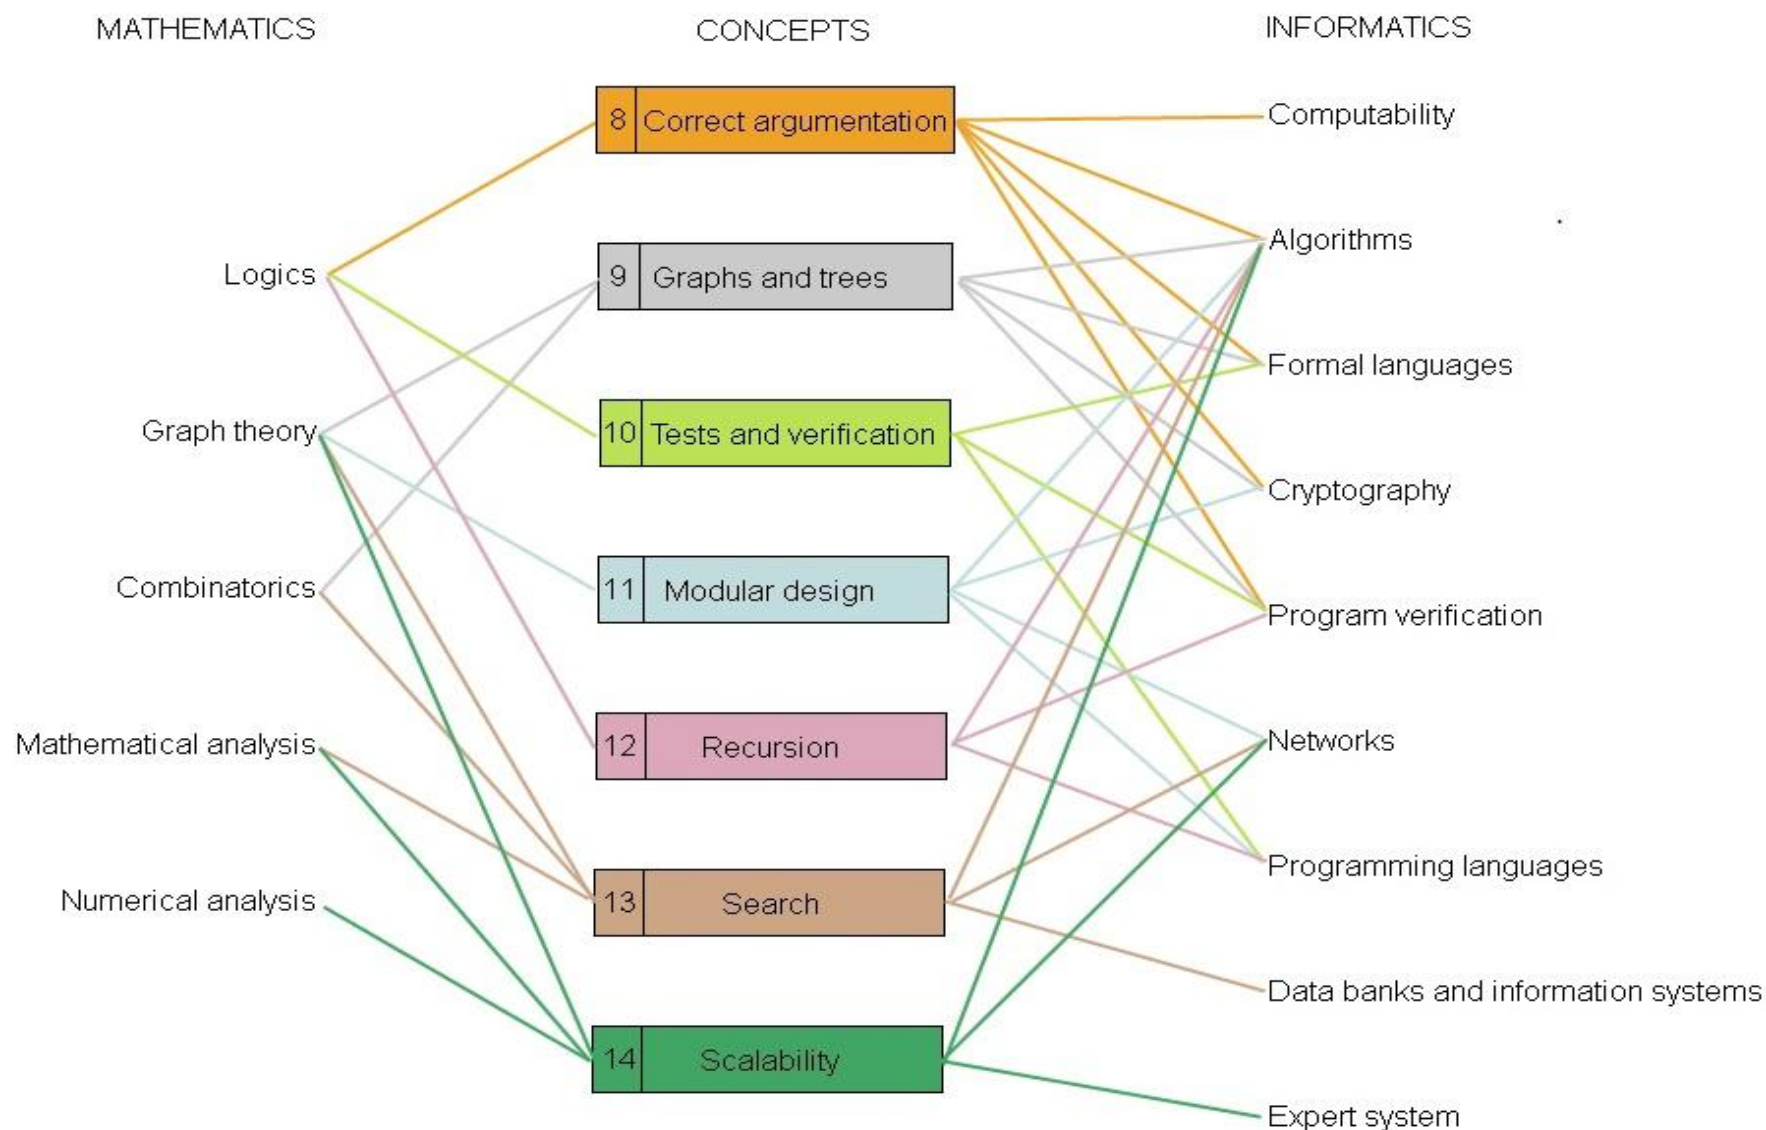 MATHEMATICS
CONCEPTS
INFORMATICS
8 Correct argumentation
Computability
Algorithms
Logics
9 Graphs and trees
Formal languages
Graph theory
10 Tests and verification
Cryptography
Combinatorics
11 Modular design
Program verification
Mathematical analysis
12 Recursion
Networks
Programming languages
Numerical analysis
13 Search
Data banks and information systems
14 Scalability
Expert system